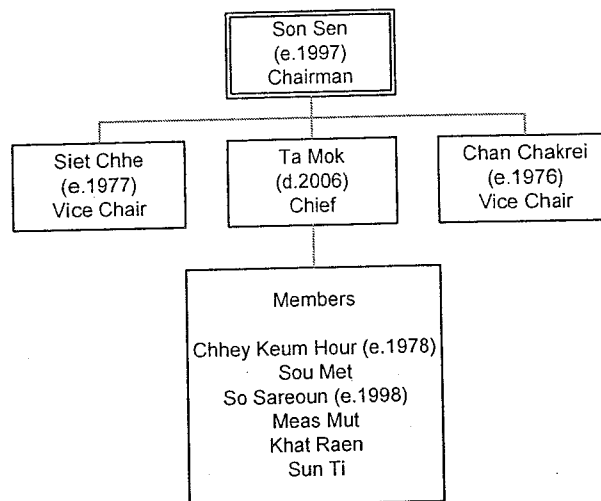 Son Sen
(e.1997)
Chairman
Siet Chhe
(e.1977)
Vice Chair
Ta Mok
(d.2006)
Chief
Chan Chakrei
(e.1976)
Vice Chair
Members
Chhey Keum Hour (e.1978)
Sou Met
So Sareoun (e.1998)
Meas Mut
Khat Raen
Sun Ti